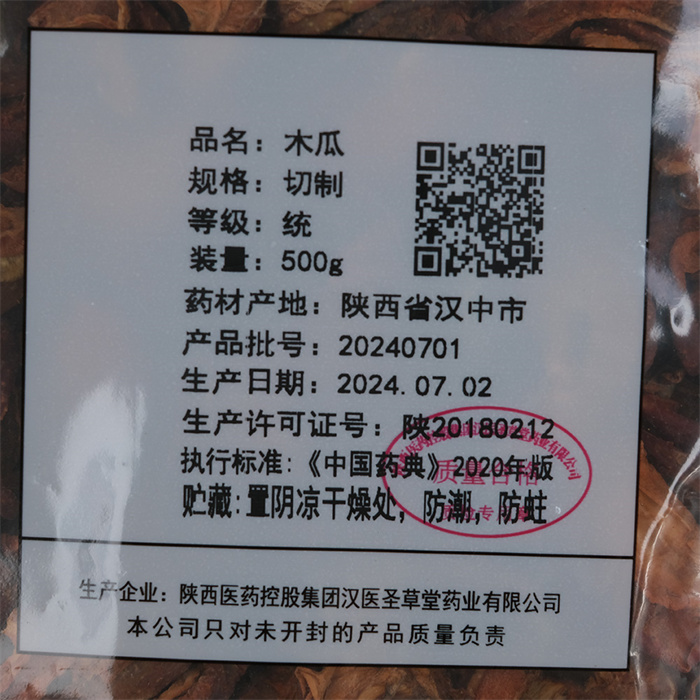 品名：木瓜
规格：切制
等级：统
装量：500g
药材产地：陕西省汉中市
产品批号：20240701
生产日期：2024.07.02
生产许可证号：陕20180212
执行标准:《中国药典》2020年版
贮藏:置阴凉干燥处，防潮，防蛀
质量合格
生产企业：陕西医药控股集团汉医圣草堂药业有限公司
本公司只对未开封的产品质量负责